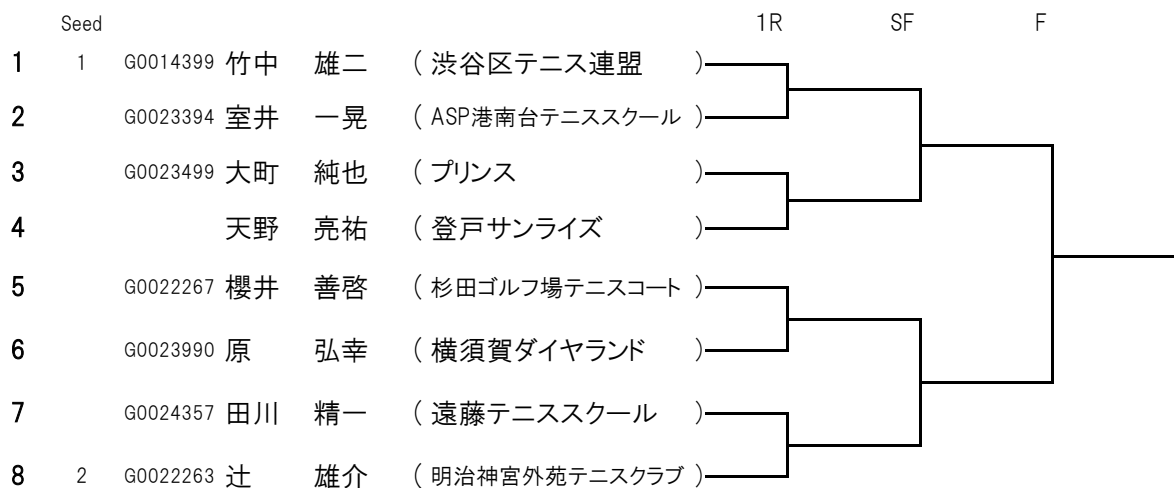 Seed 1R SF F
1 1 G0014399 竹中 雄二 ( 渋谷区テニス連盟 )
2 G0023394 室井 一晃 ( ASP港南台テニススクール )
3 G0023499 大町 純也 ( プリンス )
4 天野 亮祐 ( 登戸サンライズ )
5 G0022267 櫻井 善啓 ( 杉田ゴルフ場テニスコート )
6 G0023990 原 弘幸 ( 横須賀ダイヤランド )
7 G0024357 田川 精一 ( 遠藤テニススクール )
8 2 G0022263 辻 雄介 ( 明治神宮外苑テニスクラブ )